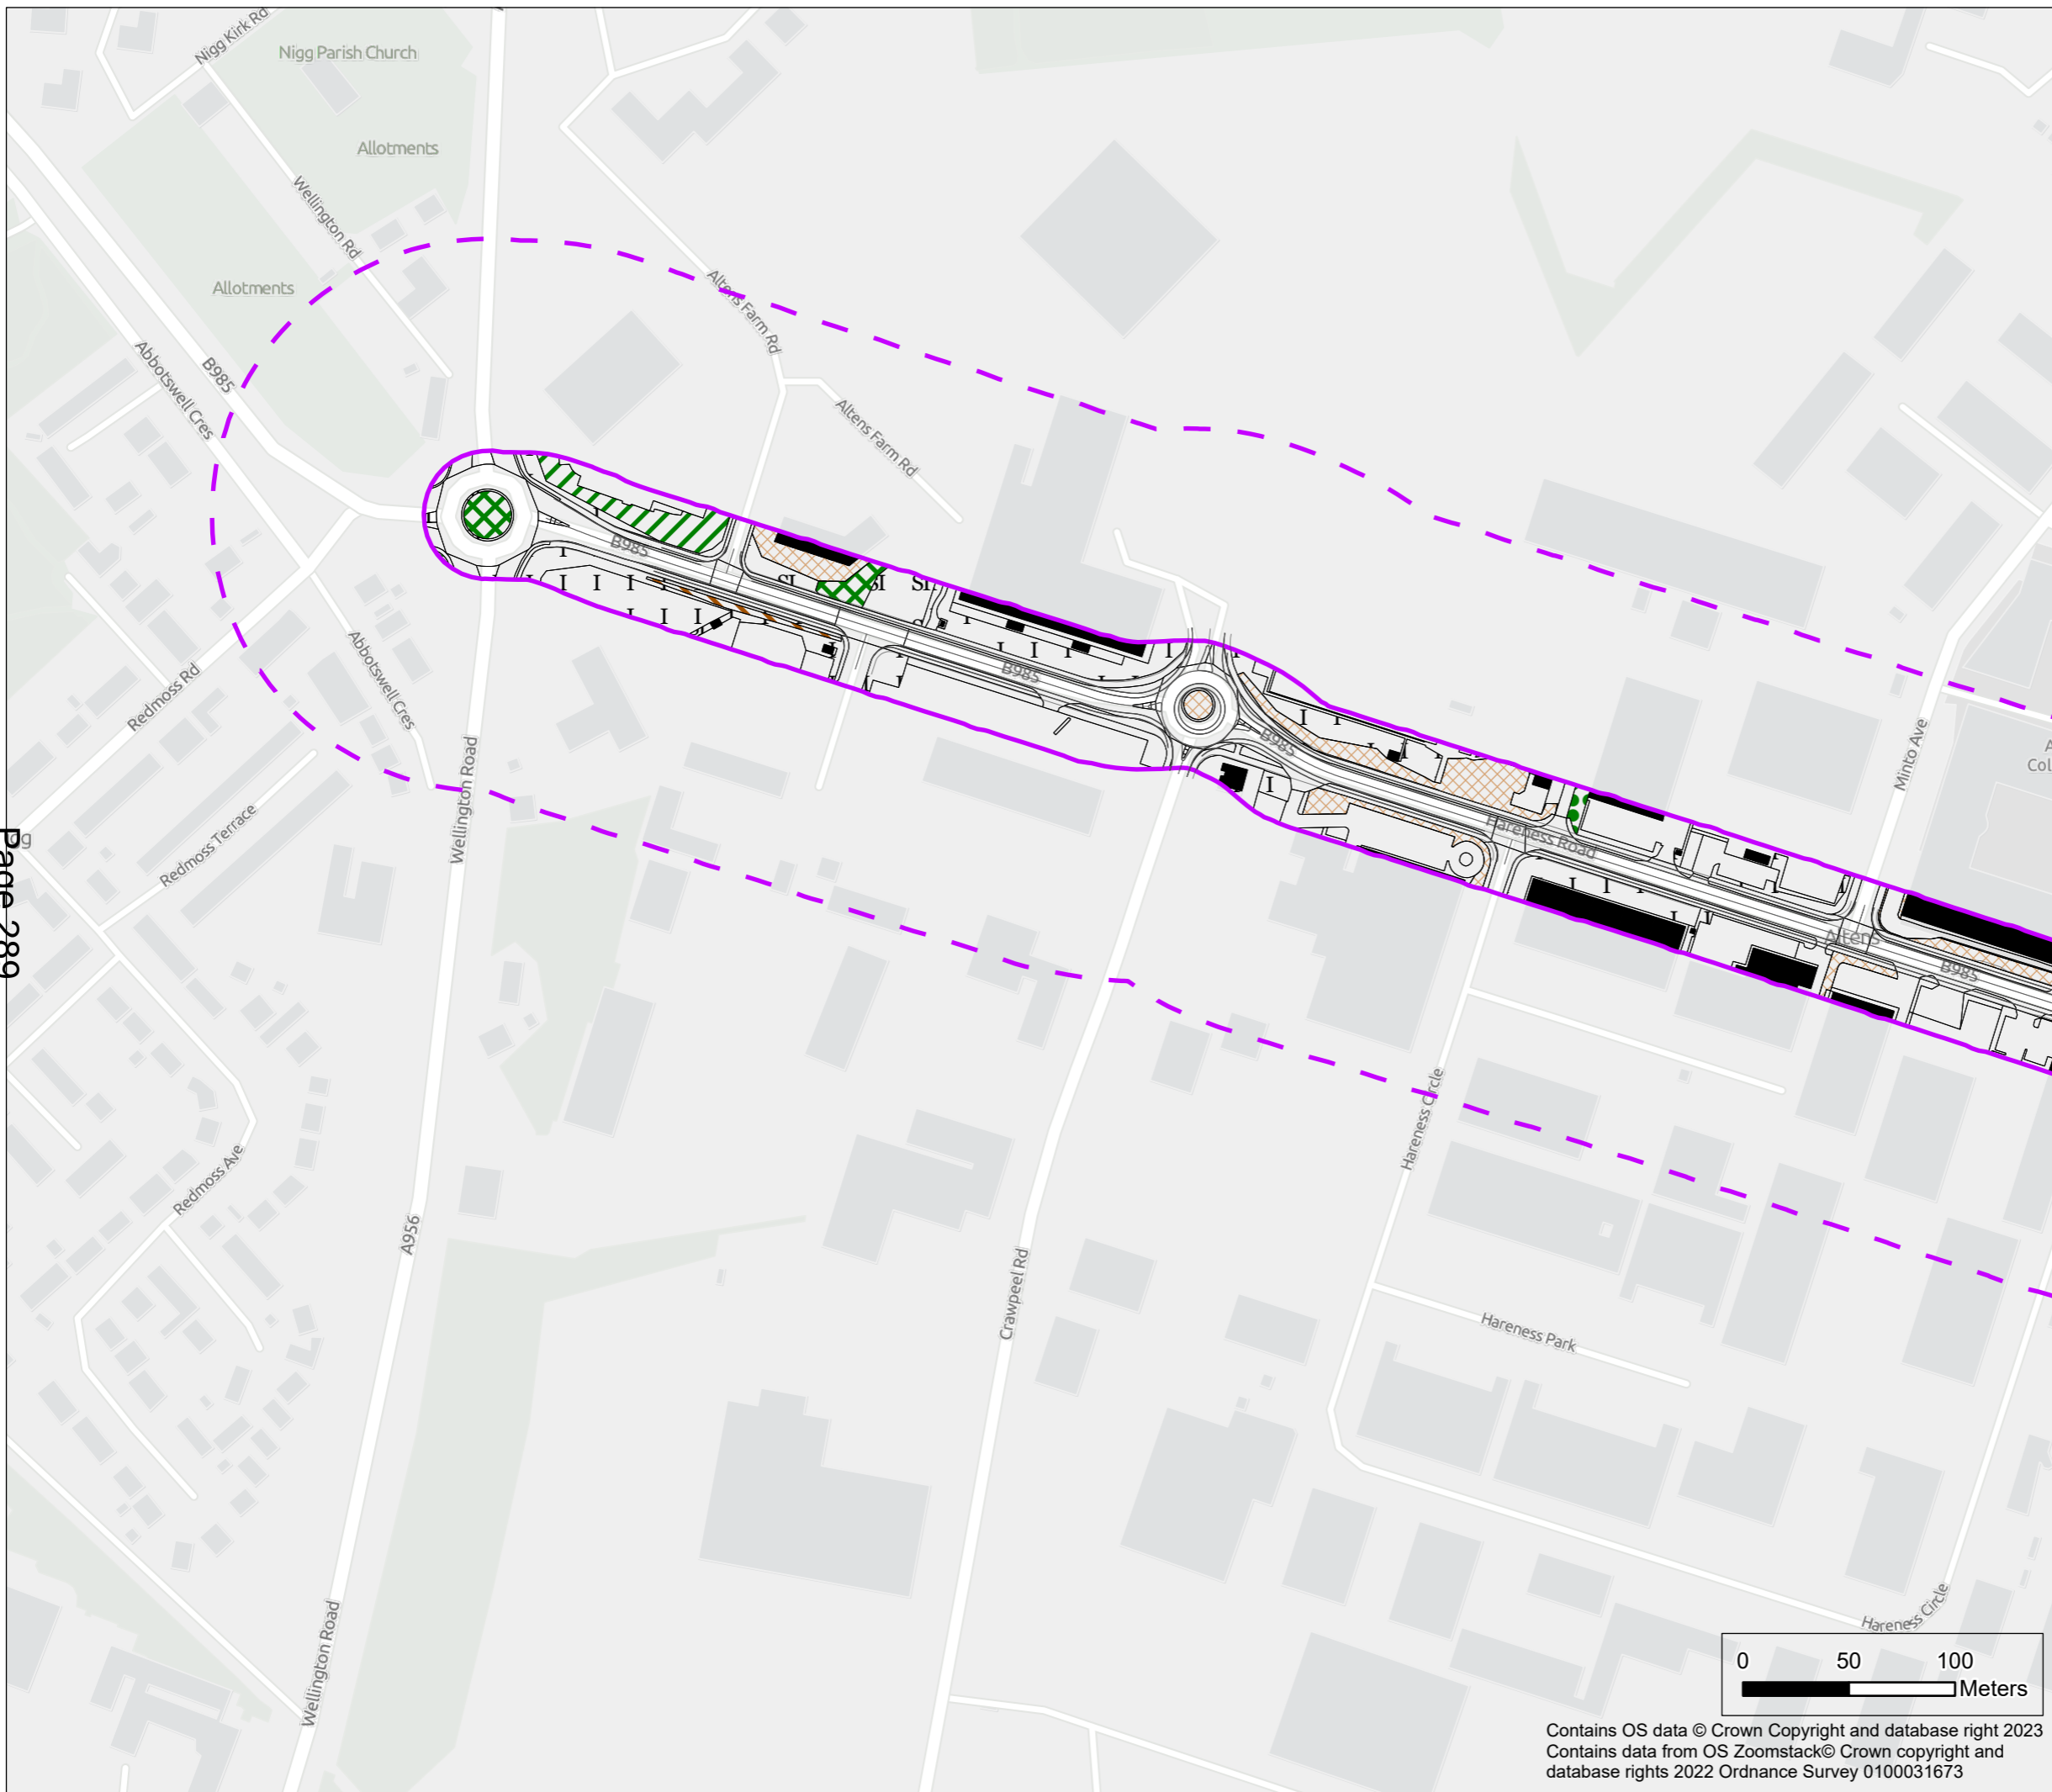 Nigg Kirk Rd
Nigg Parish Church
Allotments
Wellington Rd
Allotments
Altens Farm Rd
Abbotswell Cres
B985
Altens Farm Rd
B985
I
I I I I
SI SI SI
I I I
I
I I I
I
B985
I I
Abbotswell Cres
Redmoss Rd
B985
I I
I
I
Minto Ave
Wellington Road
Redmoss Terrace
Hareness Road
I I I
I I
Altens
B985
Page 289
Hareness Circle
Redmoss Ave
A956
Crawpeel Rd
Hareness Park
Wellington Road
Hareness Circle
0 50 100
Meters
Contains OS data © Crown Copyright and database right 2023
Contains data from OS Zoomstack© Crown copyright and
database rights 2022 Ordnance Survey 0100031673